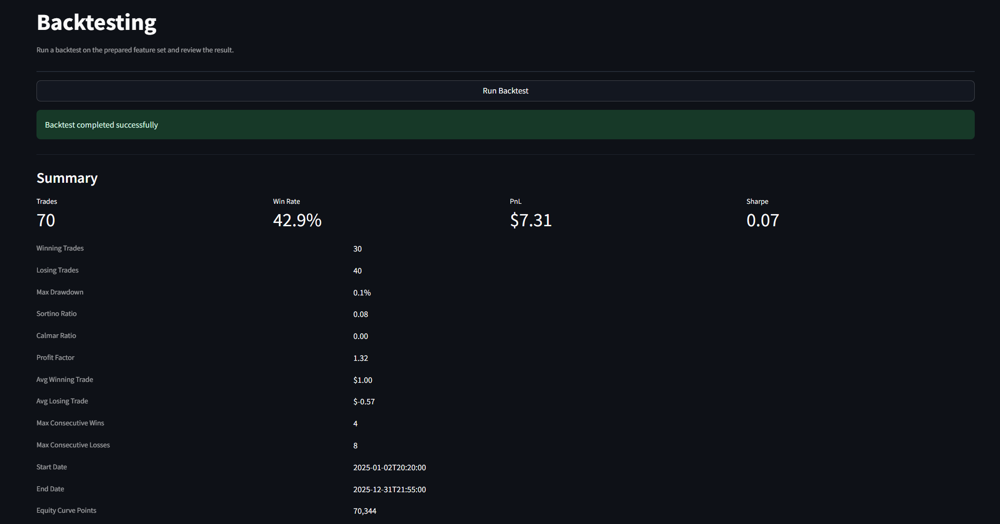 Backtesting
Run a backtest on the prepared feature set and review the result.
Run Backtest
Backtest completed successfully
Summary
Trades
70
Win Rate
42.9%
PnL
$7.31
Sharpe
0.07
Winning Trades 30
Losing Trades 40
Max Drawdown 0.1%
Sortino Ratio 0.08
Calmar Ratio 0.00
Profit Factor 1.32
Avg Winning Trade $1.00
Avg Losing Trade $-0.57
Max Consecutive Wins 4
Max Consecutive Losses 8
Start Date 2025-01-02T20:20:00
End Date 2025-12-31T21:55:00
Equity Curve Points 70,344